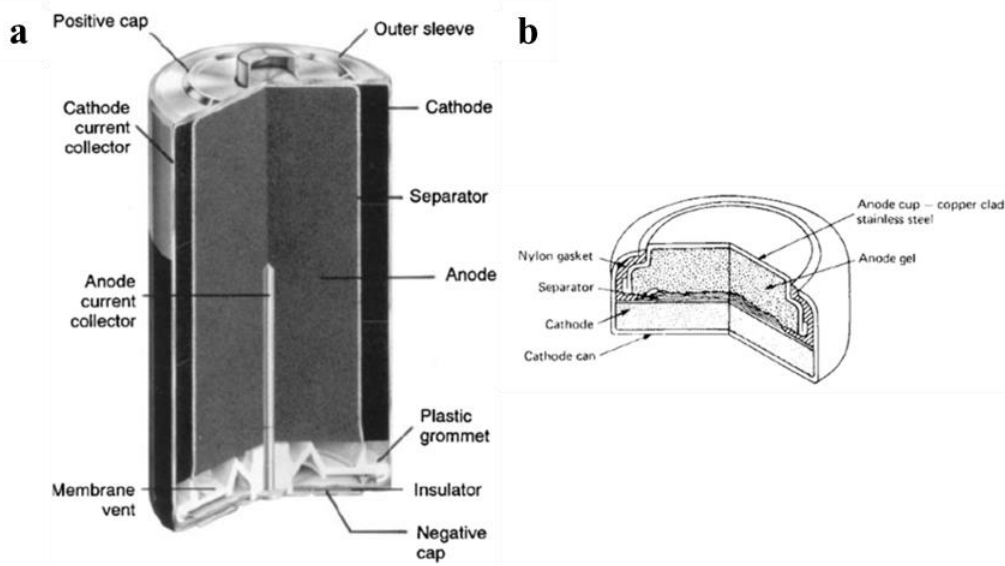 a
Positive cap
Outer sleeve
Cathode
current
collector
Cathode
Separator
Anode
current
collector
Anode
Plastic
grommet
Membrane
vent
Insulator
Negative
cap
b
Anode cup — copper clad
stainless steel
Nylon gasket
Anode gel
Separator
Cathode
Cathode can